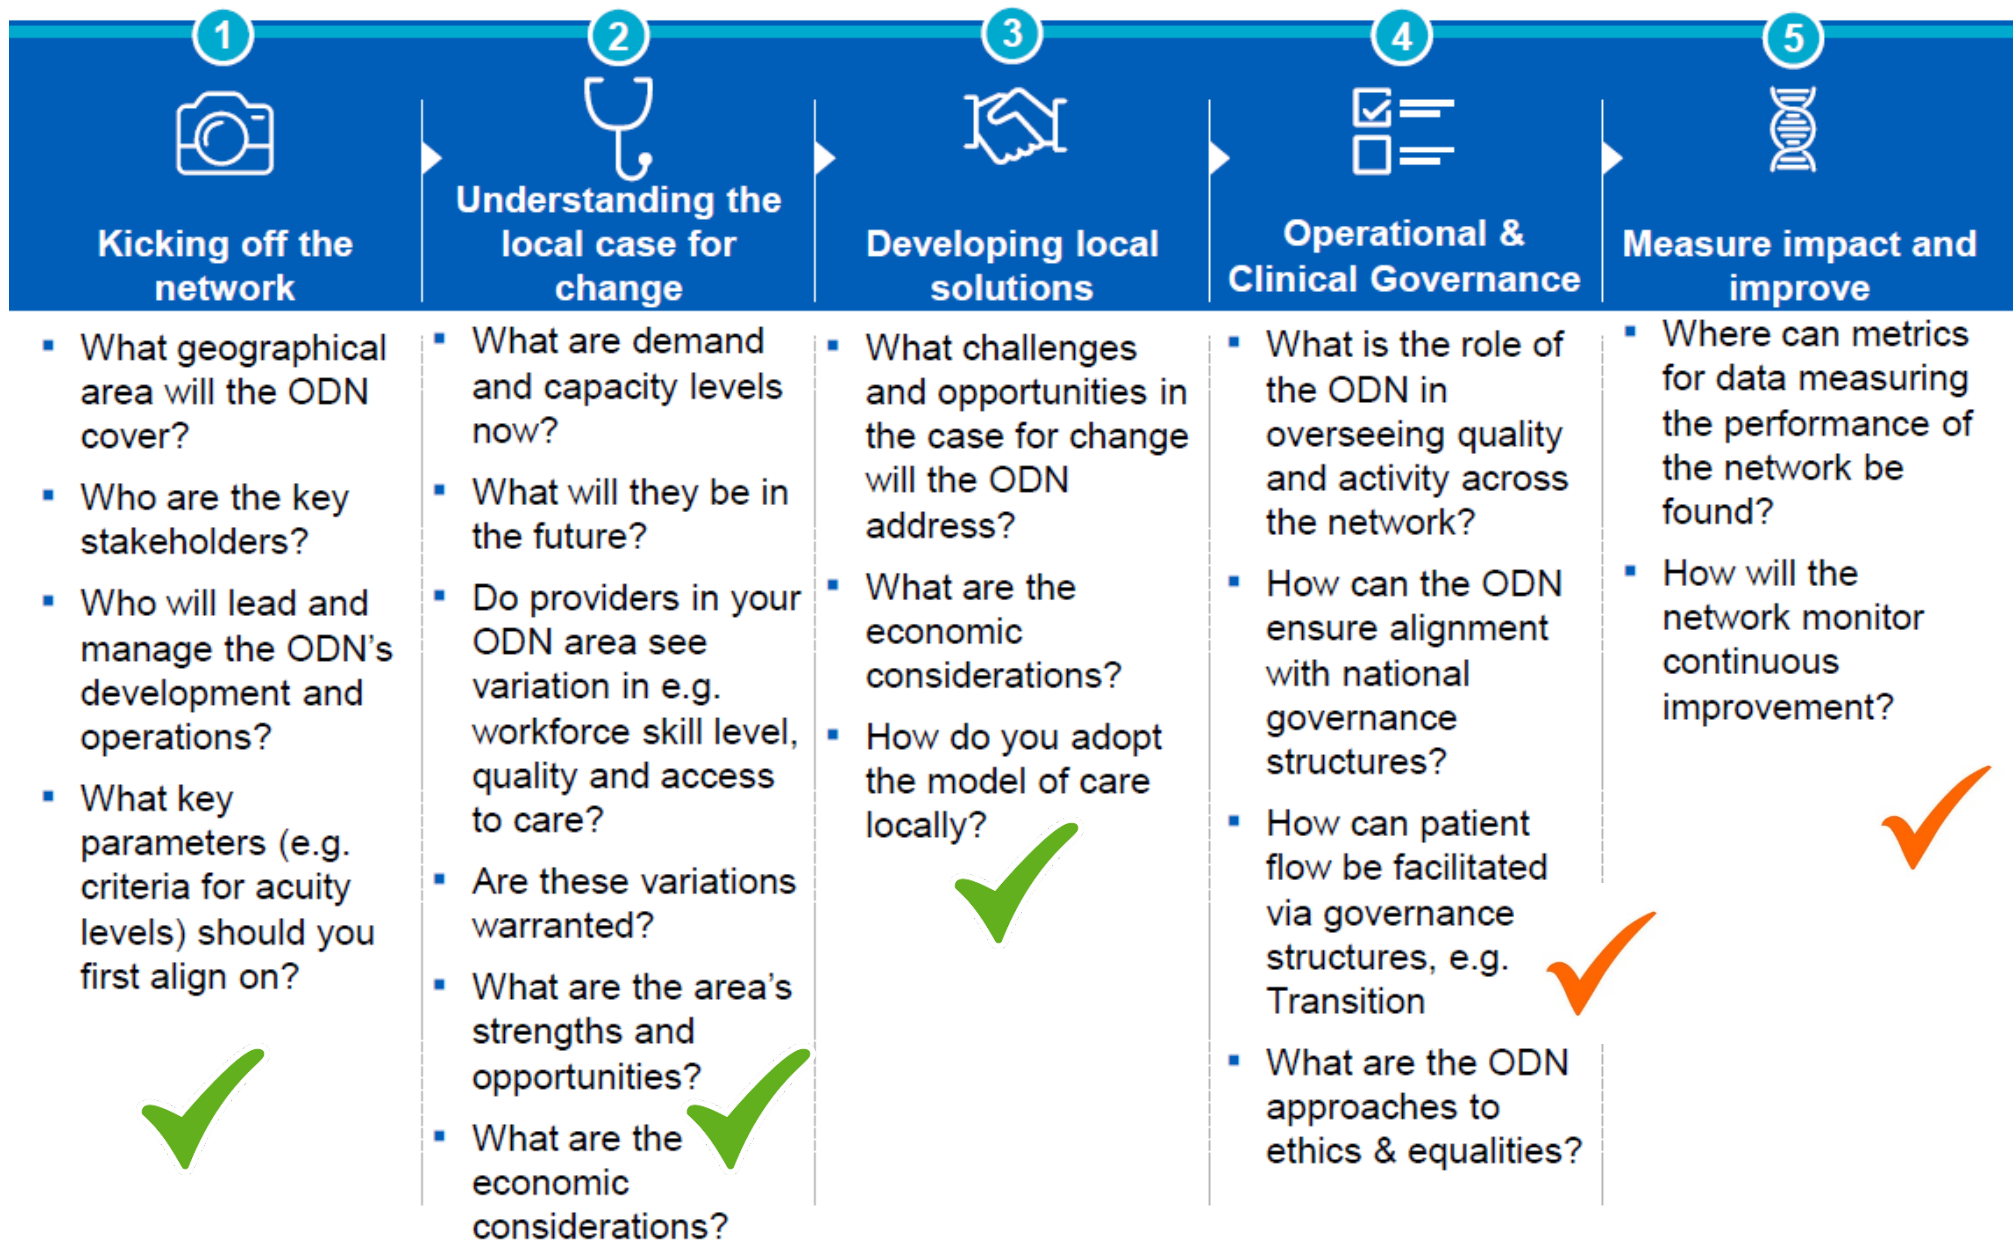 1
Kicking off the
network
What geographical
area will the ODN
cover?
Who are the key
stakeholders?
Who will lead and
manage the ODN's
development and
operations?
What key
parameters (e.g.
criteria for acuity
levels) should you
first align on?
2
Understanding the
local case for
change
What are demand
and capacity levels
now?
What will they be in
the future?
Do providers in your
ODN area see
variation in e.g.
workforce skill level,
quality and access
to care?
Are these variations
warranted?
What are the area's
strengths and
opportunities?
What are the
economic
considerations?
3
Developing local
solutions
What challenges
and opportunities in
the case for change
will the ODN
address?
What are the
economic
considerations?
How do you adopt
the model of care
locally?
4
Operational &
Clinical Governance
What is the role of
the ODN in
overseeing quality
and activity across
the network?
How can the ODN
ensure alignment
with national
governance
structures?
How can patient
flow be facilitated
via governance
structures, e.g.
Transition
What are the ODN
approaches to
ethics & equalities?
5
Measure impact and
improve
Where can metrics
for data measuring
the performance of
the network be
found?
How will the
network monitor
continuous
improvement?